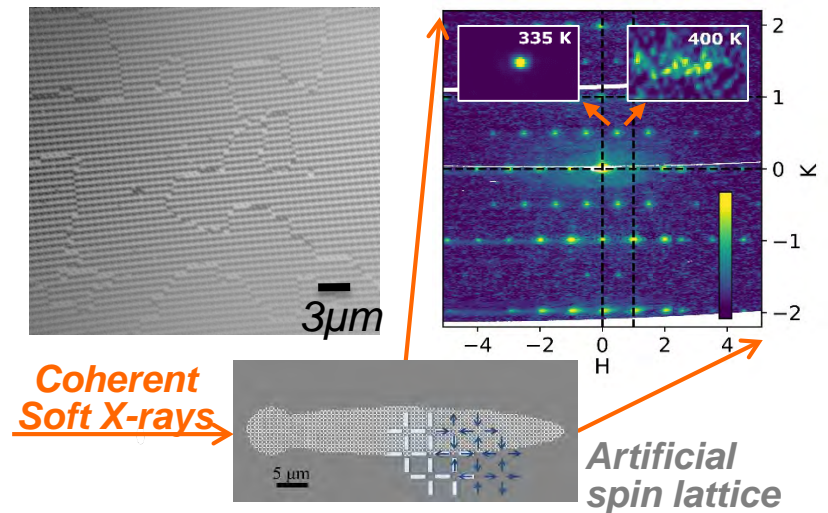 3μm
335 K
400 K
2
1
0
−1
−2
K
−4
−2
0
2
4
H
Coherent
Soft X-rays
5 μm
Artificial
spin lattice